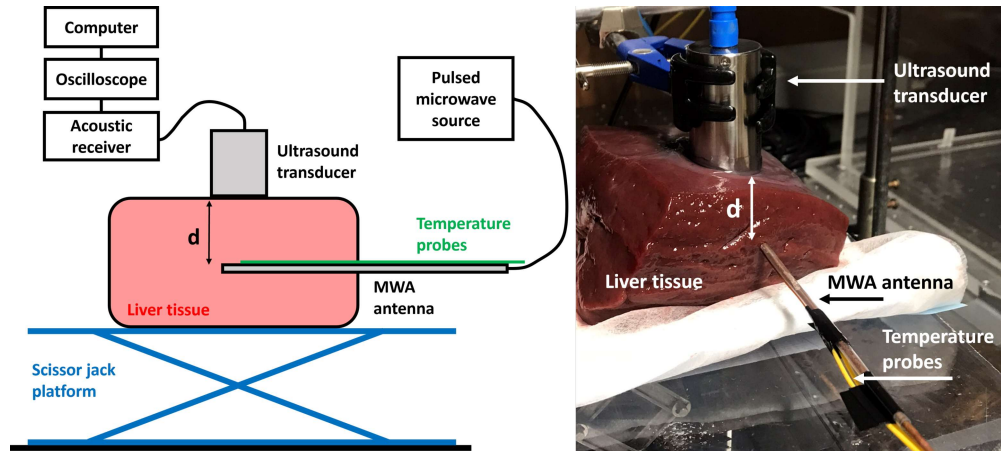 Computer
Oscilloscope
Acoustic
receiver
Pulsed
microwave
source
Ultrasound
transducer
d
Temperature
probes
MWA
antenna
Liver tissue
Scissor jack
platform
Ultrasound
transducer
d
Liver tissue
MWA antenna
Temperature
probes